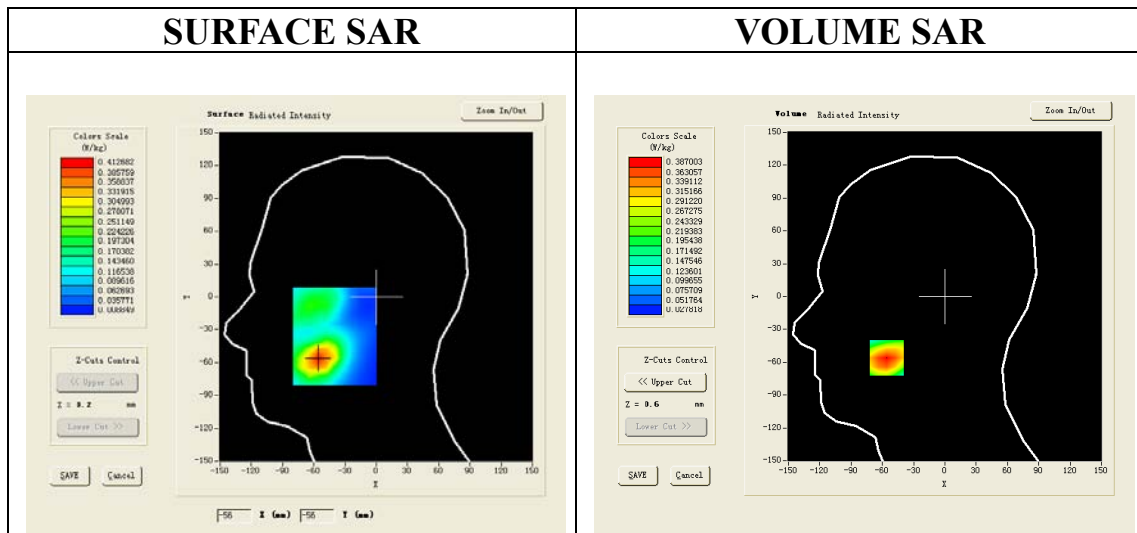 SURFACE SAR
VOLUME SAR
Surface Radiated Intensity
Zoom In/Out
Colors Scale
(W/kg)
0.412682
0.385759
0.358837
0.331915
0.304993
0.278071
0.251149
0.224226
0.197304
0.170382
0.143460
0.116538
0.089616
0.062693
0.035771
0.008849
150
120
90
60
30
0
-30
-60
-90
-120
-150
Y
-150 -120 -90 -60 -30 0 30 60 90 120 150
X
Z-Cuts Control
<< Upper Cut
Z = 0.2 mm
Lower Cut >>
SAVE
Cancel
-56 X (mm) -56 Y (mm)
Volume Radiated Intensity
Zoom In/Out
Colors Scale
(W/kg)
0.387003
0.363057
0.339112
0.315166
0.291220
0.267275
0.243329
0.219383
0.195438
0.171492
0.147546
0.123601
0.099655
0.075709
0.051764
0.027818
150
120
90
60
30
0
-30
-60
-90
-120
-150
Y
-150 -120 -90 -60 -30 0 30 60 90 120 150
X
Z-Cuts Control
<< Upper Cut
Z = 0.6 mm
Lower Cut >>
SAVE
Cancel